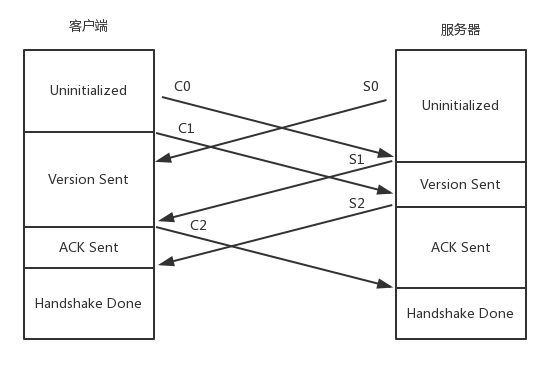 客户端
服务器
Uninitialized
C0
S0
Uninitialized
C1
S1
Version Sent
Version Sent
S2
C2
ACK Sent
ACK Sent
Handshake Done
Handshake Done